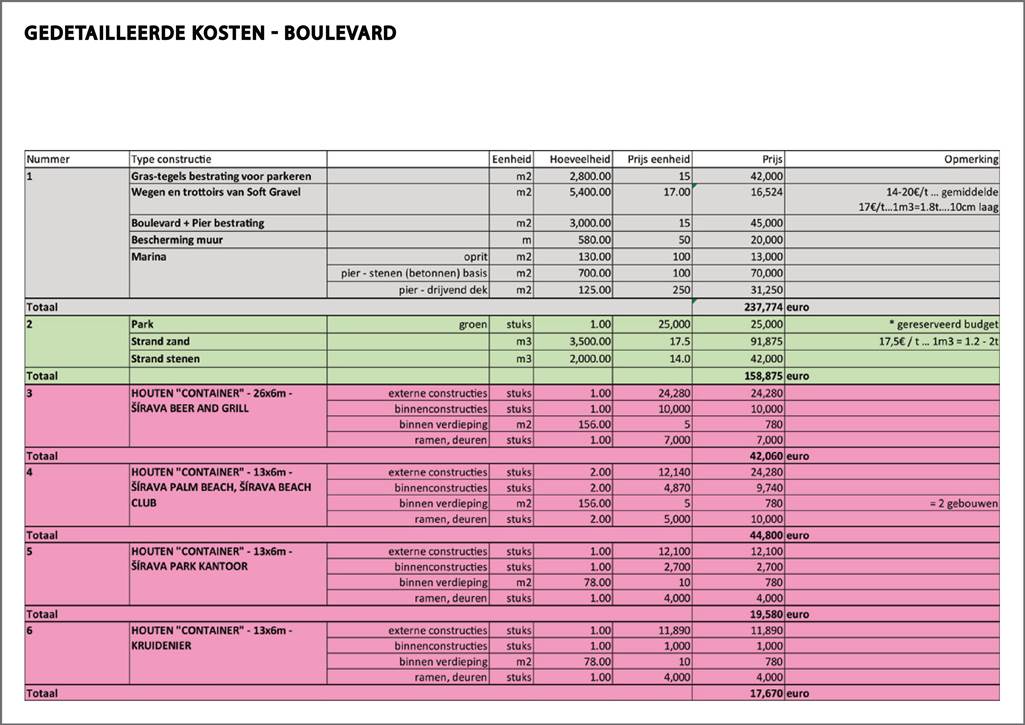 GEDETAILLEERDE KOSTEN - BOULEVARD
Nummer Type constructie Eenheid Hoeveelheid Prijs eenheid Prijs Opmerking
1 Gras-tegels bestrating voor parkeren m2 2,800.00 15 42,000
Wegen en trottoirs van Soft Gravel m2 5,400.00 17.00 16,524 14-20€/t ... gemiddelde
17€/t...1m3=1.8t....10cm laag
Boulevard + Pier bestrating m2 3,000.00 15 45,000
Bescherming muur m 580.00 50 20,000
Marina oprit m2 130.00 100 13,000
pier - stenen (betonnen) basis m2 700.00 100 70,000
pier - drijvend dek m2 125.00 250 31,250
Totaal 237,774 euro
2 Park groen stuks 1.00 25,000 25,000 * gereserveerd budget
Strand zand m3 3,500.00 17.5 91,875 17,5€ / t ... 1m3 = 1.2 - 2t
Strand stenen m3 2,000.00 14.0 42,000
Totaal 158,875 euro
3 HOUTEN "CONTAINER" - 26x6m - externe constructies stuks 1.00 24,280 24,280
ŠÍRAVA BEER AND GRILL binnenconstructies stuks 1.00 10,000 10,000
binnen verdieping m2 156.00 5 780
ramen, deuren stuks 1.00 7,000 7,000
Totaal 42,060 euro
4 HOUTEN "CONTAINER" - 13x6m - externe constructies stuks 2.00 12,140 24,280
ŠÍRAVA PALM BEACH, ŠÍRAVA BEACH binnenconstructies stuks 2.00 4,870 9,740
CLUB binnen verdieping m2 156.00 5 780 = 2 gebouwen
ramen, deuren stuks 2.00 5,000 10,000
Totaal 44,800 euro
5 HOUTEN "CONTAINER" - 13x6m - externe constructies stuks 1.00 12,100 12,100
ŠÍRAVA PARK KANTOOR binnenconstructies stuks 1.00 2,700 2,700
binnen verdieping m2 78.00 10 780
ramen, deuren stuks 1.00 4,000 4,000
Totaal 19,580 euro
6 HOUTEN "CONTAINER" - 13x6m - externe constructies stuks 1.00 11,890 11,890
KRUIDENIER binnenconstructies stuks 1.00 1,000 1,000
binnen verdieping m2 78.00 10 780
ramen, deuren stuks 1.00 4,000 4,000
Totaal 17,670 euro